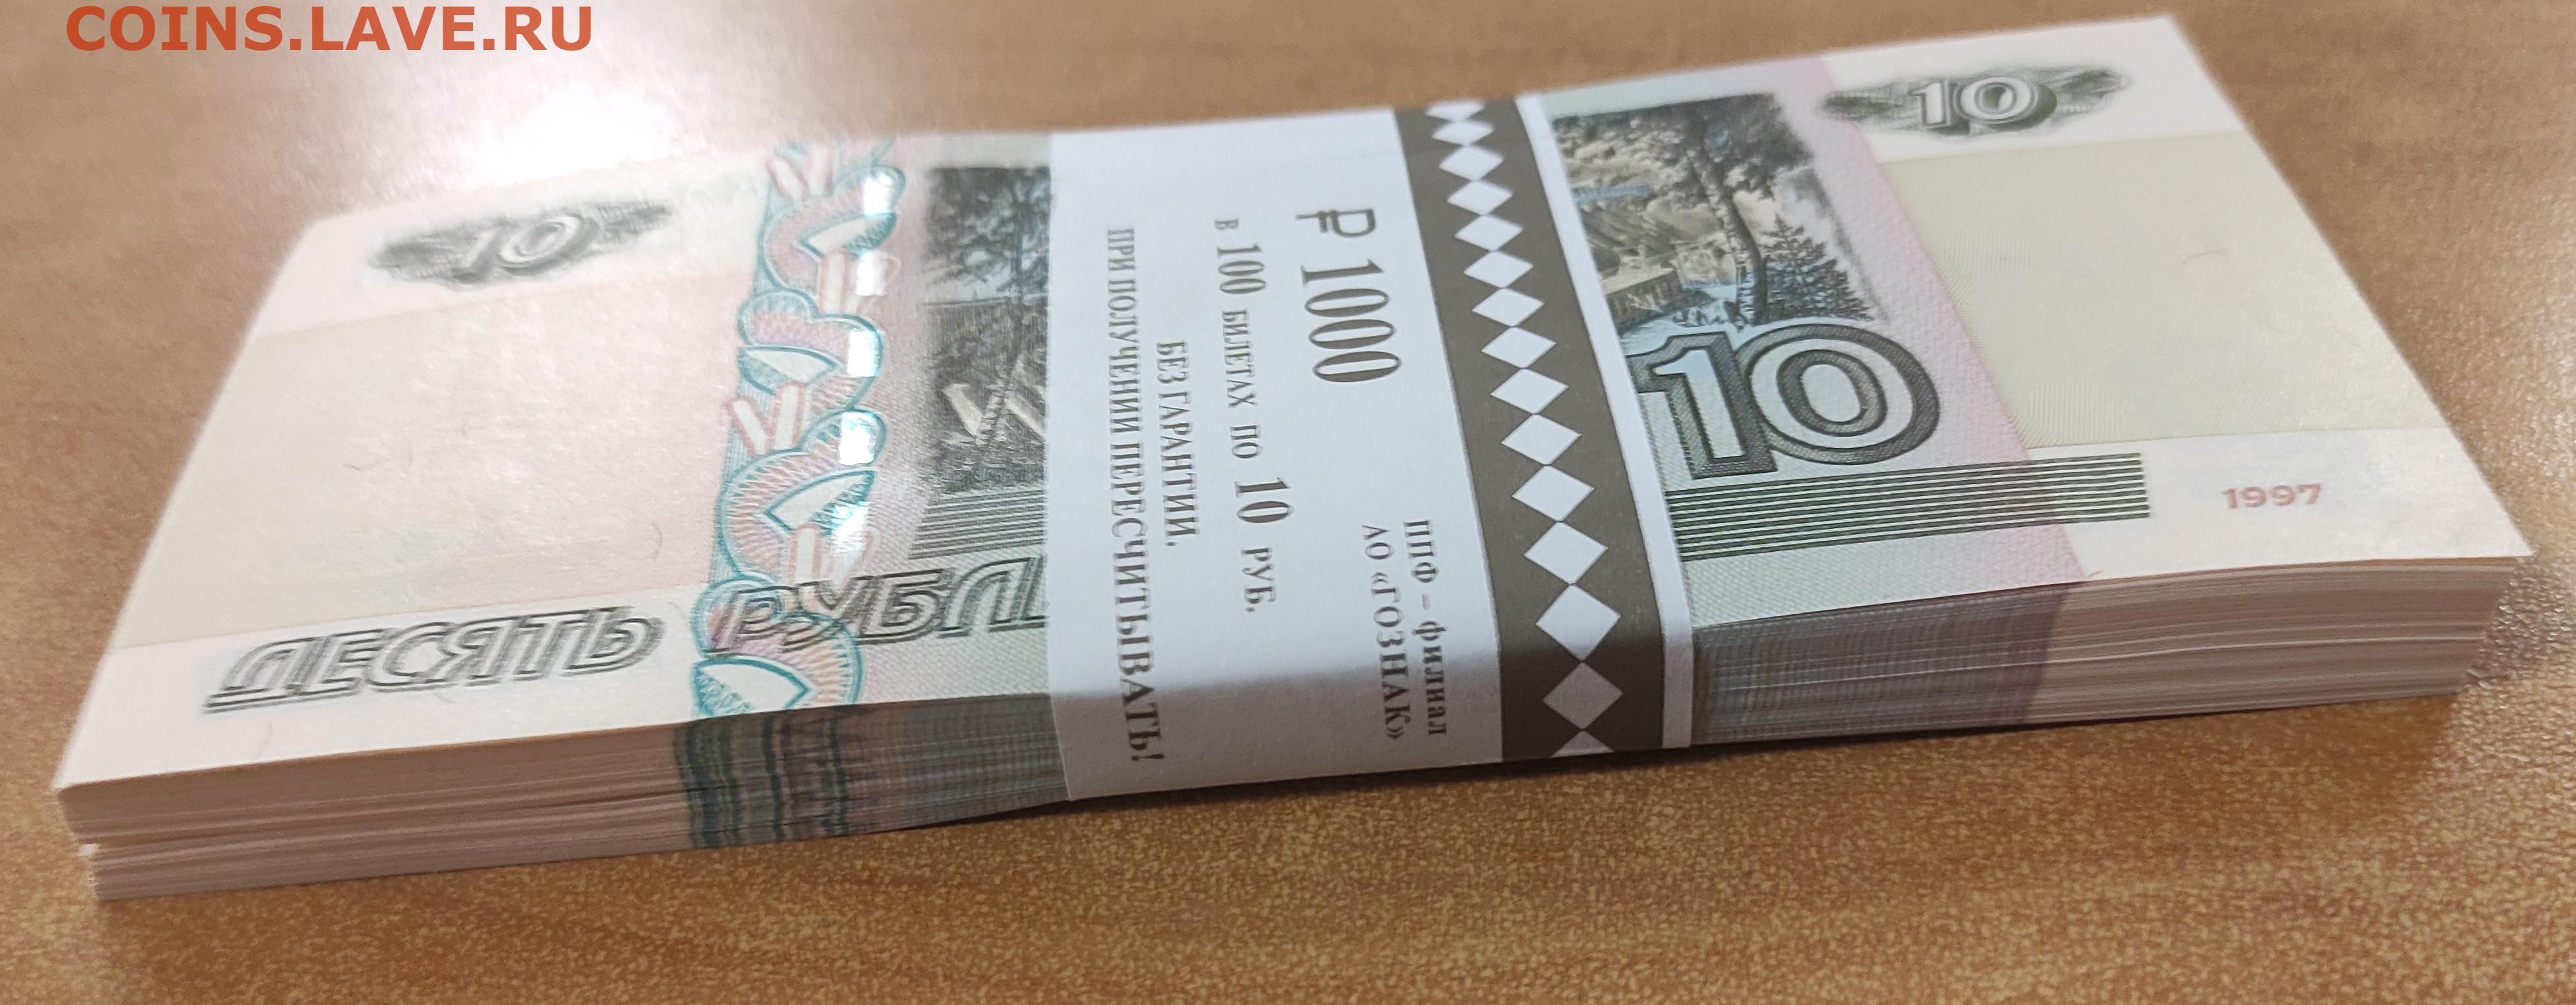 COINS.LAVE.RU
10
10
₽ 1000
В 100 БИЛЕТАХ ПО 10 РУБ.
БЕЗ ГАРАНТИИ.
ПРИ ПОЛУЧЕНИИ ПЕРЕСЧИТЫВАТЬ!
ППФ – филиал
АО «ГОЗНАК»
10
1997
ДЕСЯТЬ РУБЛ